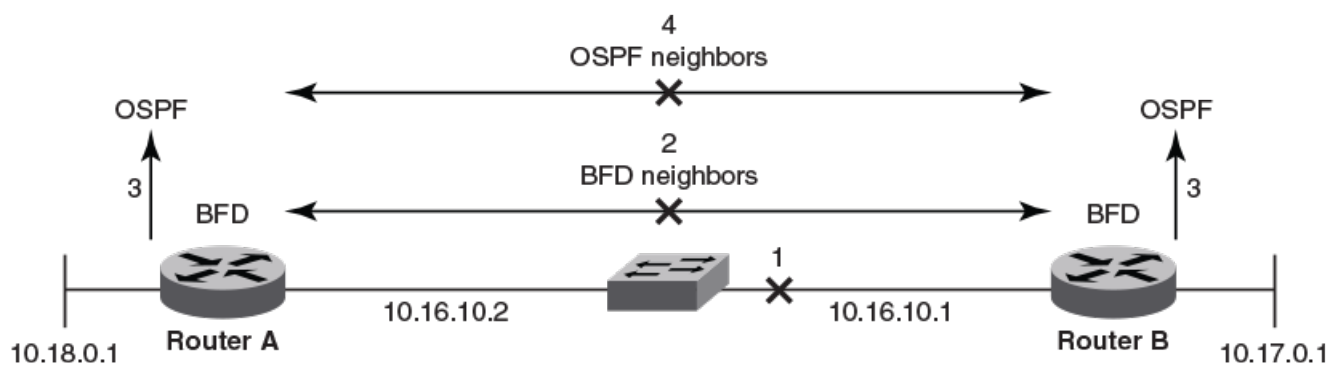 4
OSPF neighbors
OSPF
OSPF
2
BFD neighbors
3
3
BFD
BFD
1
10.16.10.2
10.16.10.1
Router A
Router B
10.18.0.1
10.17.0.1